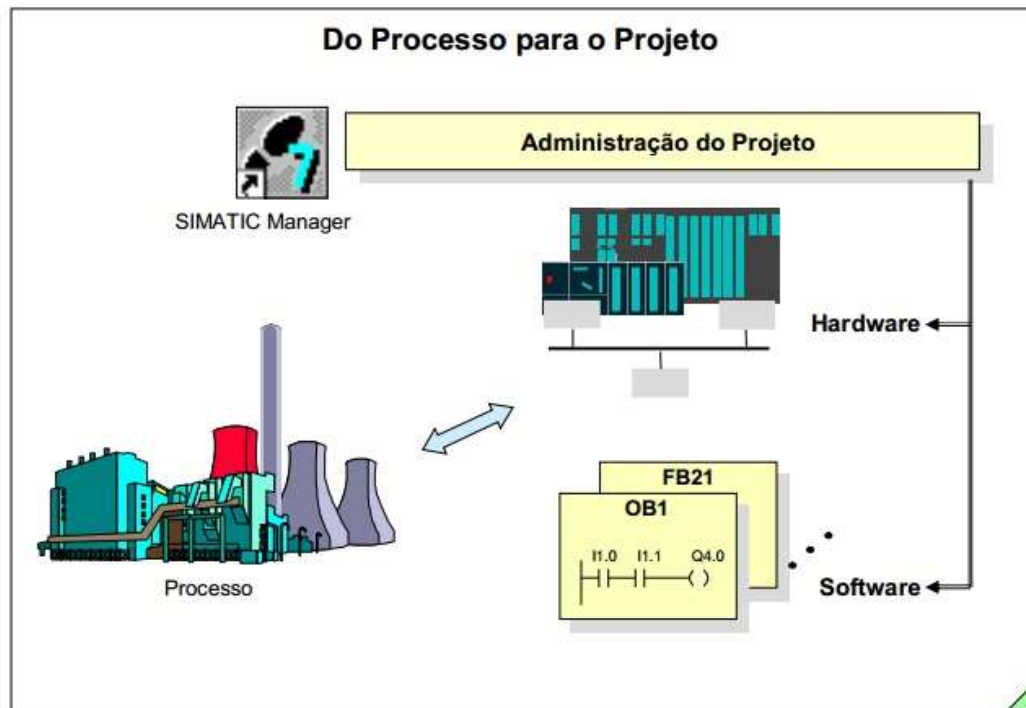 Do Processo para o Projeto
Administração do Projeto
SIMATIC Manager
Hardware
Processo
FB21
OB1
I1.0 I1.1 Q4.0
Software